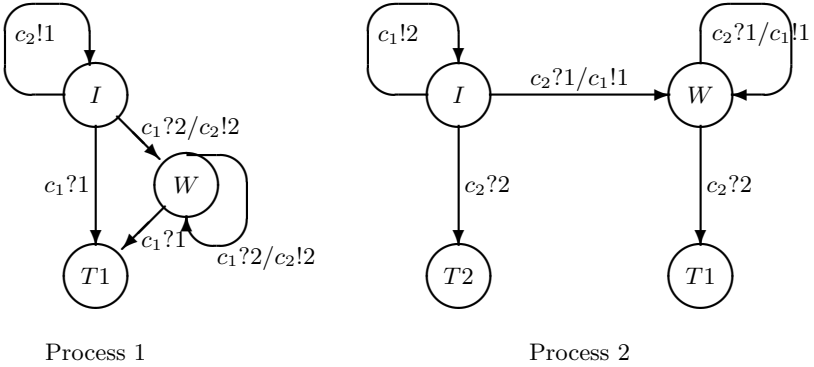 c₂!1
c₁!2
c₂?1/c₁!1
I
I
c₂?1/c₁!1
W
c₁?2/c₂!2
c₁?1
W
c₂?2
c₂?2
c₁?1
c₁?2/c₂!2
T1
T2
T1
Process 1
Process 2